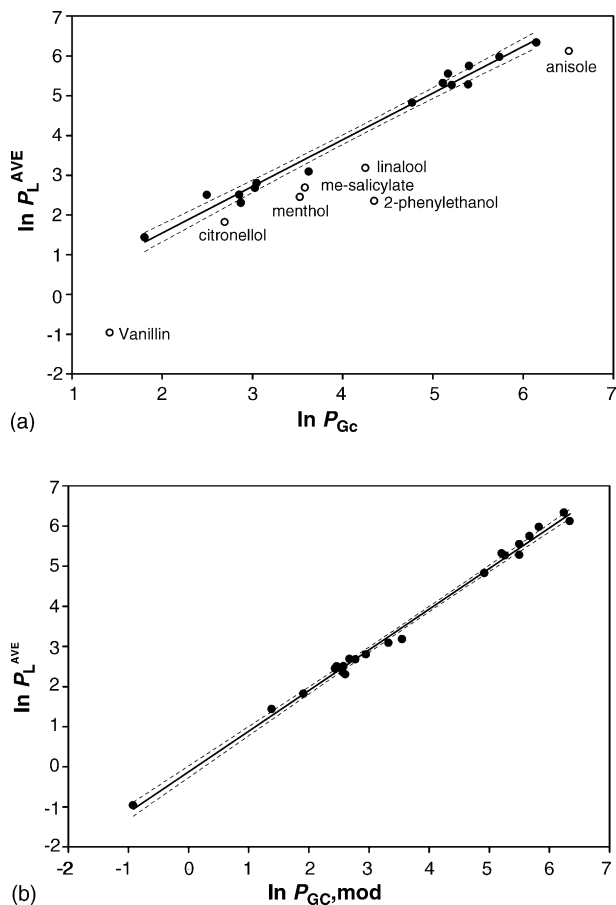 7
6
5
4
3
2
1
0
-1
-2
ln P_L^AVE
anisole
linalool
me-salicylate
2-phenylethanol
menthol
citronellol
Vanillin
1 2 3 4 5 6 7
(a) ln P_Gc
7
6
5
4
3
2
1
0
-1
-2
ln P_L^AVE
-2 -1 0 1 2 3 4 5 6 7
(b) ln P_GC,mod